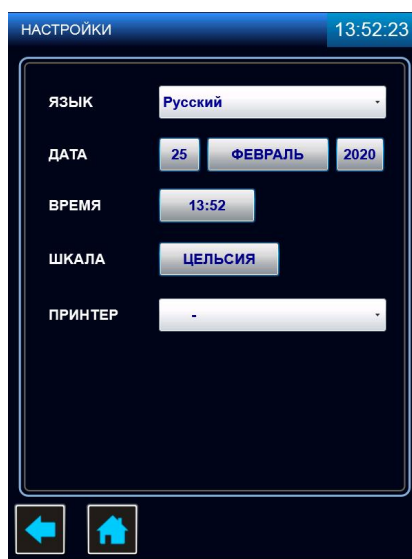 НАСТРОЙКИ 13:52:23
ЯЗЫК Русский
ДАТА 25 ФЕВРАЛЬ 2020
ВРЕМЯ 13:52
ШКАЛА ЦЕЛЬСИЯ
ПРИНТЕР -